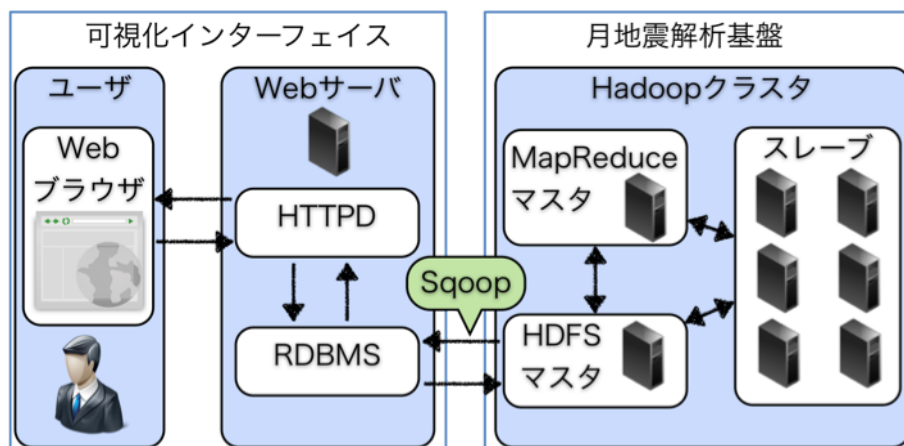 可視化インターフェイス
月地震解析基盤
ユーザ
Webサーバ
Hadoopクラスタ
Web
ブラウザ
HTTPD
RDBMS
Sqoop
MapReduce
マスタ
HDFS
マスタ
スレーブ